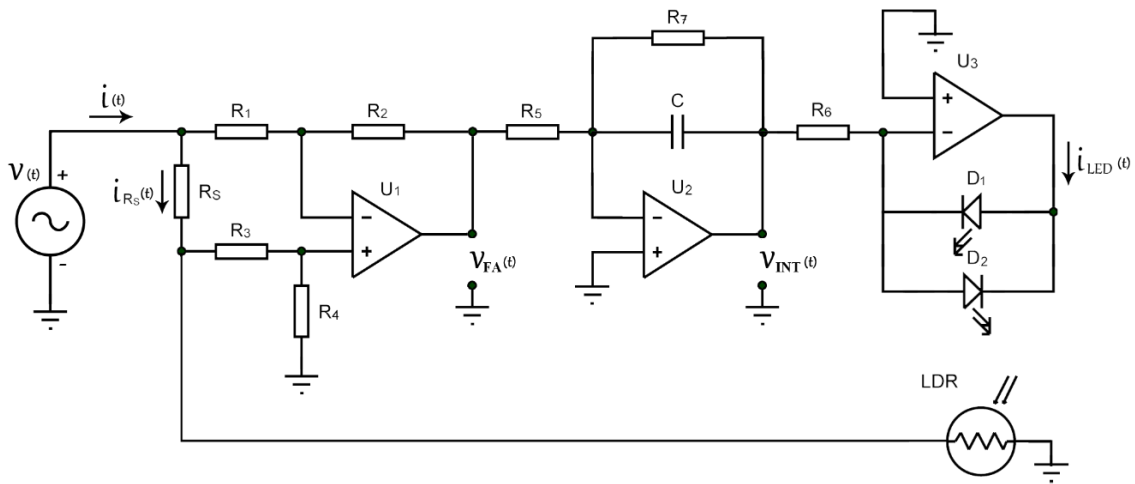 R7
i(t)
R1
R2
R5
C
R6
U3
+
−
iLED(t)
v(t)
+
-
iRS(t)
RS
U1
−
+
U2
−
+
D1
D2
R3
R4
vFA(t)
vINT(t)
LDR